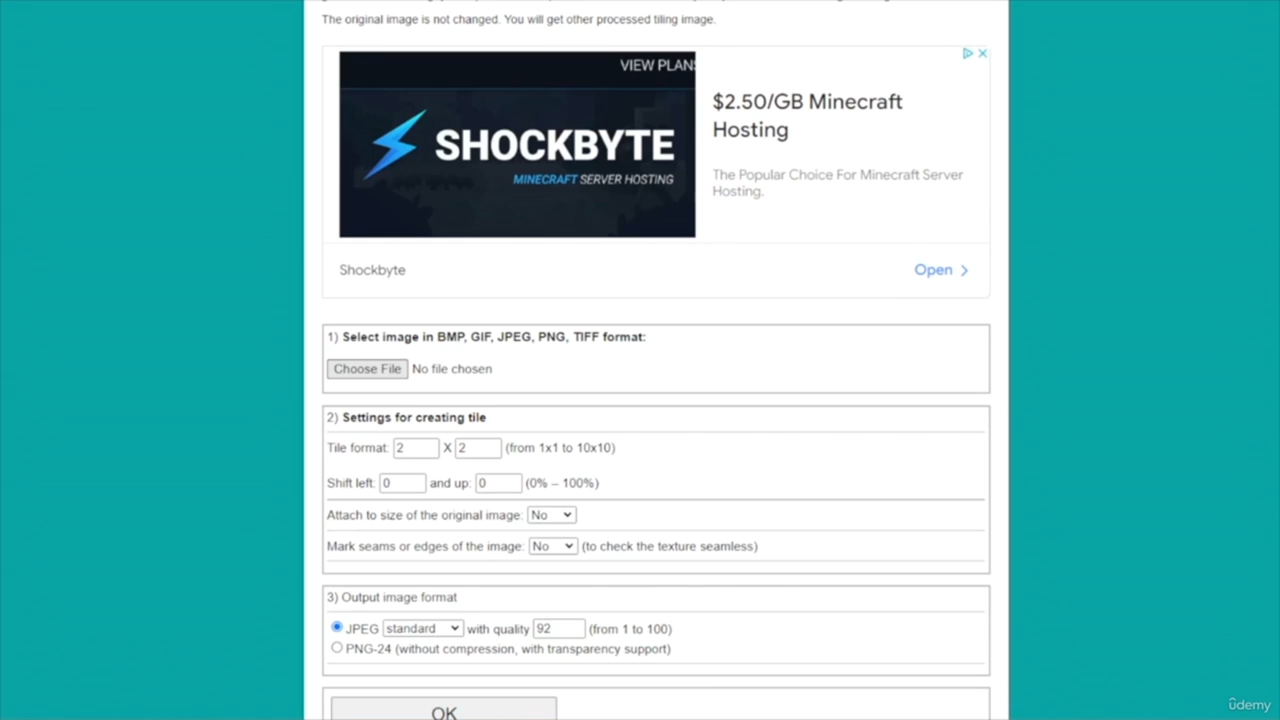 The original image is not changed. You will get other processed tiling image.
VIEW PLANS
SHOCKBYTE
MINECRAFT SERVER HOSTING
$2.50/GB Minecraft
Hosting
The Popular Choice For Minecraft Server
Hosting.
Shockbyte
Open
1) Select image in BMP, GIF, JPEG, PNG, TIFF format:
Choose File No file chosen
2) Settings for creating tile
Tile format: 2 X 2 (from 1x1 to 10x10)
Shift left: 0 and up: 0 (0% – 100%)
Attach to size of the original image: No
Mark seams or edges of the image: No (to check the texture seamless)
3) Output image format
JPEG standard with quality 92 (from 1 to 100)
PNG-24 (without compression, with transparency support)
OK
ûdemy